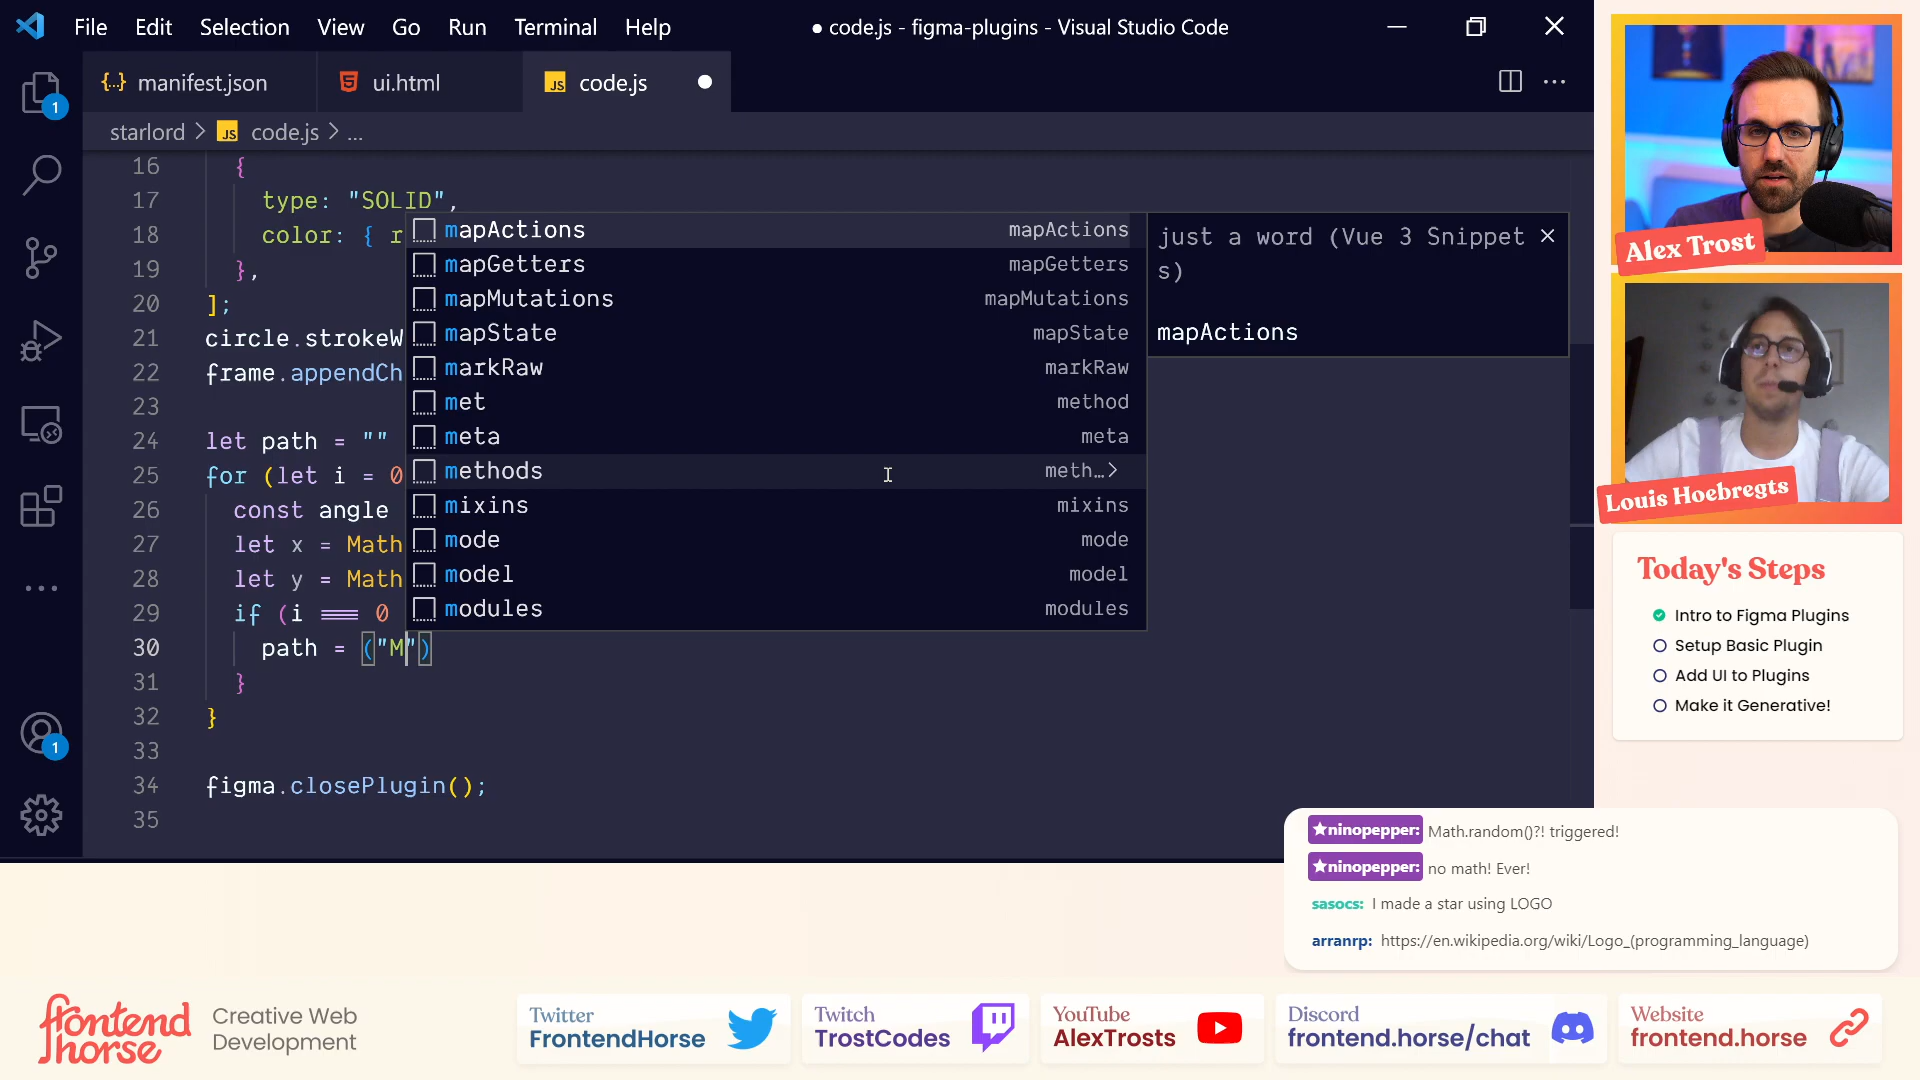 File Edit Selection View Go Run Terminal Help ● code.js - figma-plugins - Visual Studio Code
{..} manifest.json ui.html JS code.js
starlord > JS code.js > ...
1
16 {
17 type: "SOLID",
18 color: { r
19 },
20 ];
21 circle.strokeW
22 frame.appendCh
23
24 let path = ""
25 for (let i = 0
26 const angle
27 let x = Math
28 let y = Math
29 if (i === 0
30 path = ("M")
31 }
32 }
33
34 figma.closePlugin();
35
1
mapActions mapActions
mapGetters mapGetters
mapMutations mapMutations
mapState mapState
markRaw markRaw
met method
meta meta
methods meth...>
mixins mixins
mode mode
model model
modules modules
just a word (Vue 3 Snippet
s)
mapActions
Alex Trost
Louis Hoebregts
Today's Steps
Intro to Figma Plugins
Setup Basic Plugin
Add UI to Plugins
Make it Generative!
★ninopepper: Math.random()?! triggered!
★ninopepper: no math! Ever!
sasocs: I made a star using LOGO
arranrp: https://en.wikipedia.org/wiki/Logo_(programming_language)
frontend
horse
Creative Web
Development
Twitter
FrontendHorse
Twitch
TrostCodes
YouTube
AlexTrosts
Discord
frontend.horse/chat
Website
frontend.horse